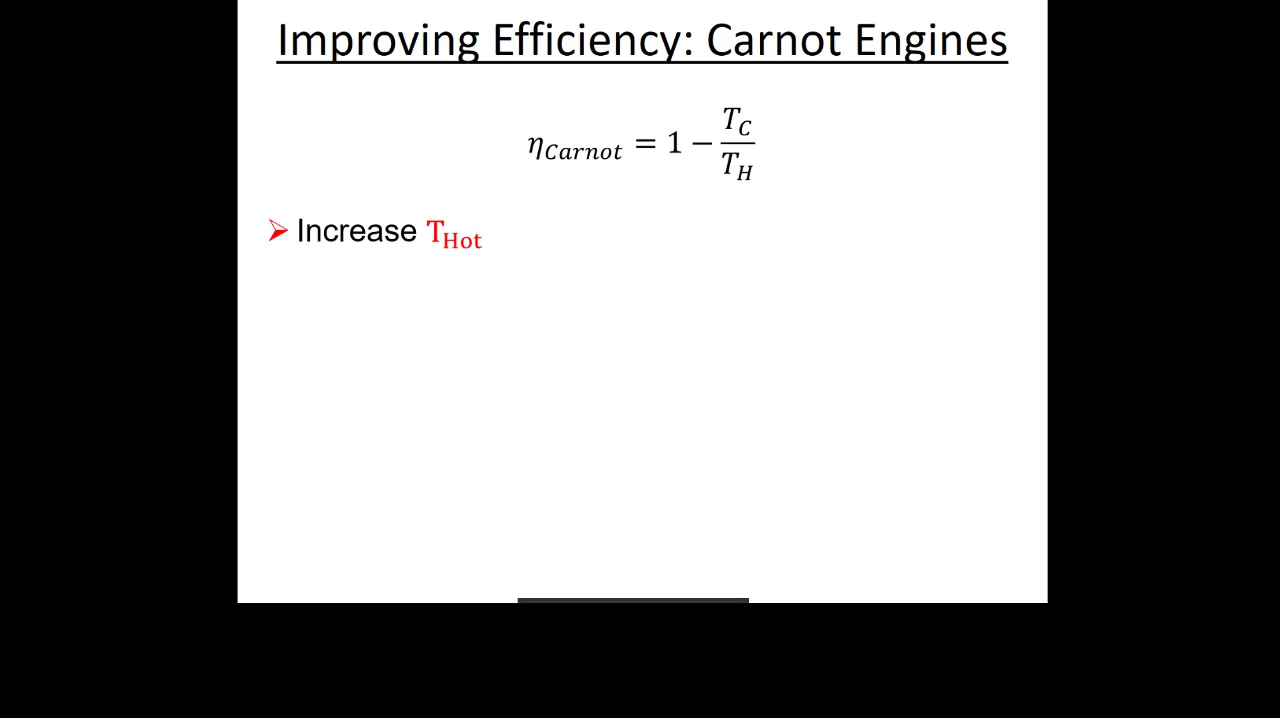 Improving Efficiency: Carnot Engines
η_Carnot = 1 − T_C/T_H
➢ Increase T_Hot